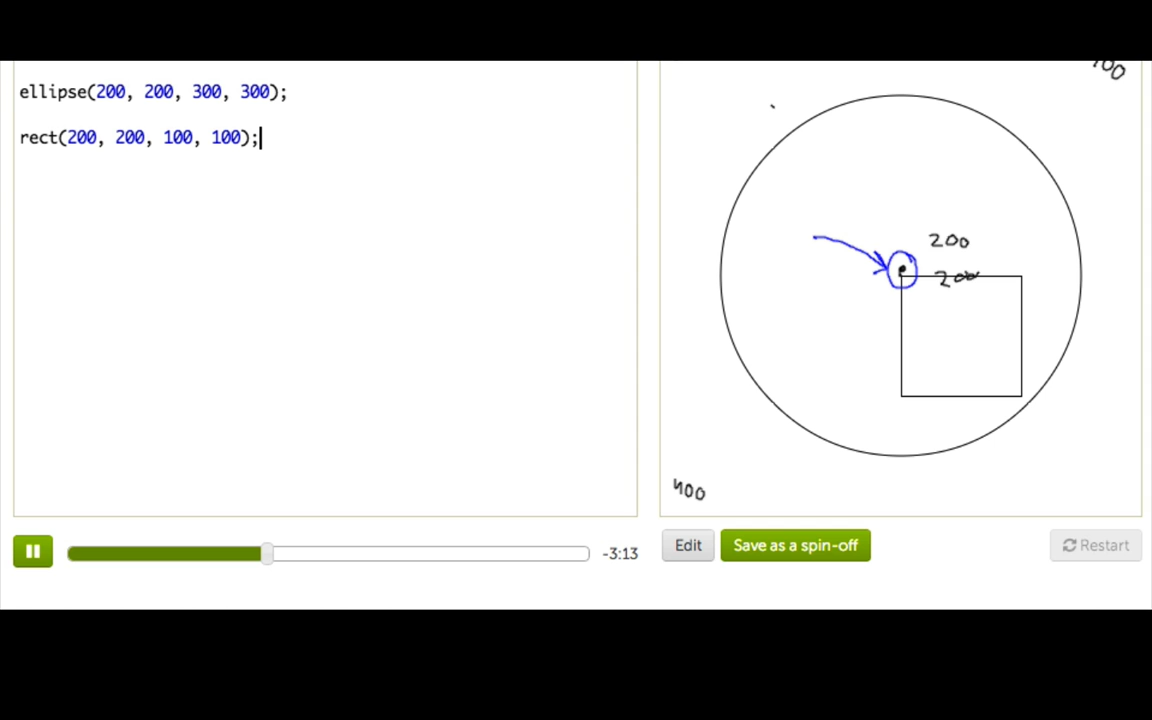 ellipse(200, 200, 300, 300);
rect(200, 200, 100, 100);
200
200
400
-3:13
Edit
Save as a spin-off
Restart